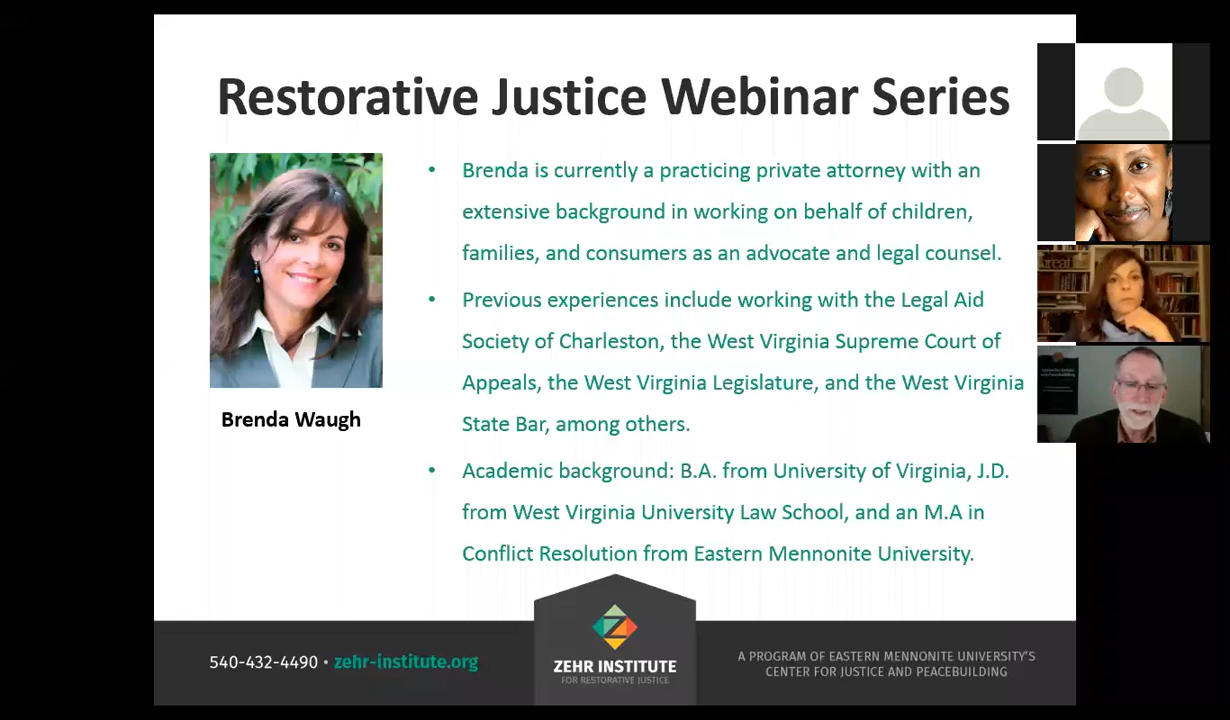 Restorative Justice Webinar Series
• Brenda is currently a practicing private attorney with an
extensive background in working on behalf of children,
families, and consumers as an advocate and legal counsel.
• Previous experiences include working with the Legal Aid
Society of Charleston, the West Virginia Supreme Court of
Appeals, the West Virginia Legislature, and the West Virginia
State Bar, among others.
Brenda Waugh
• Academic background: B.A. from University of Virginia, J.D.
from West Virginia University Law School, and an M.A in
Conflict Resolution from Eastern Mennonite University.
540-432-4490 • zehr-institute.org
ZEHR INSTITUTE
FOR RESTORATIVE JUSTICE
A PROGRAM OF EASTERN MENNONITE UNIVERSITY'S
CENTER FOR JUSTICE AND PEACEBUILDING